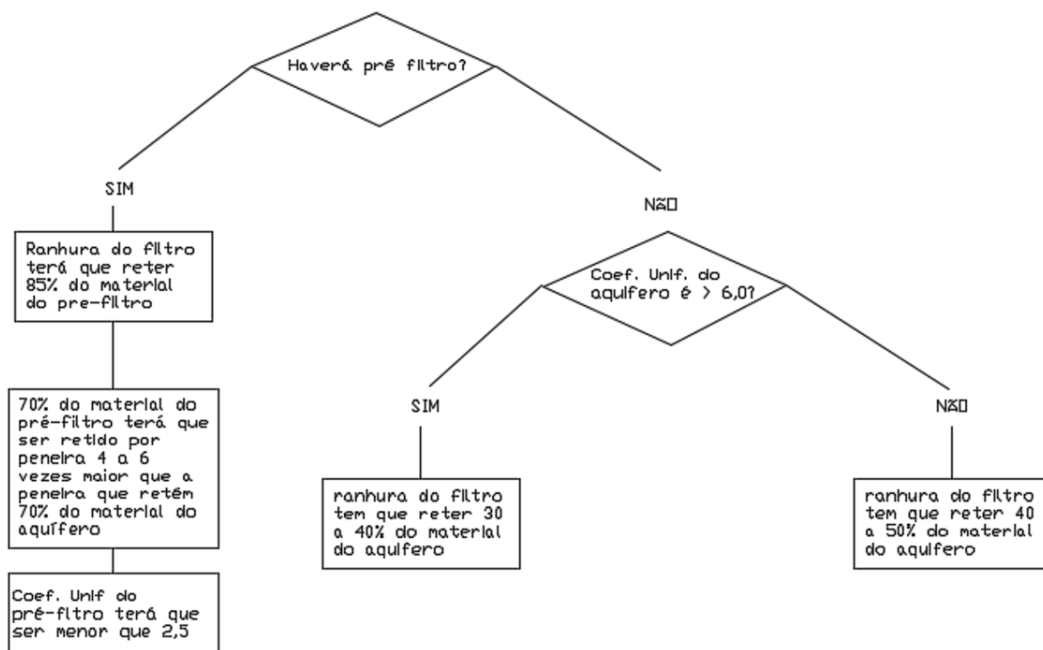 Haverá pré filtro?
SIM
NÃO
Ranhura do filtro
terá que reter
85% do material
do pre-filtro
Coef. Unif. do
aquifero é > 6,0?
70% do material do
pré-filtro terá que
ser retido por
peneira 4 a 6
vezes maior que a
peneira que retém
70% do material do
aquífero
SIM
NÃO
ranhura do filtro
tem que reter 30
a 40% do material
do aquifero
ranhura do filtro
tem que reter 40
a 50% do material
do aquifero
Coef. Unif do
pré-fltro terá que
ser menor que 2,5